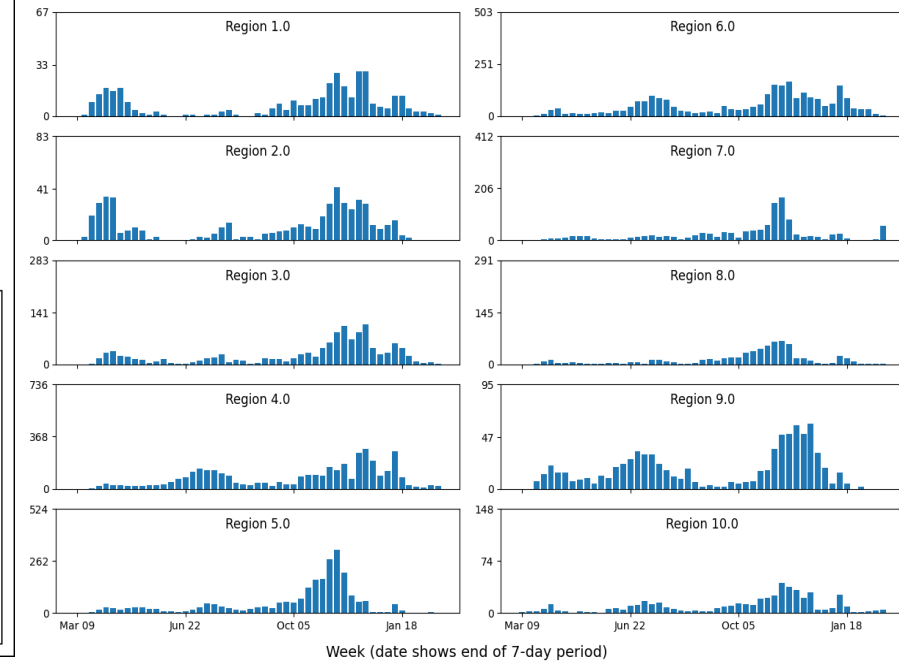 67
33
0
Region 1.0
83
41
0
Region 2.0
283
141
0
Region 3.0
736
368
0
Region 4.0
524
262
0
Region 5.0
Mar 09 Jun 22 Oct 05 Jan 18
503
251
0
Region 6.0
412
206
0
Region 7.0
291
145
0
Region 8.0
95
47
0
Region 9.0
148
74
0
Region 10.0
Mar 09 Jun 22 Oct 05 Jan 18
Week (date shows end of 7-day period)